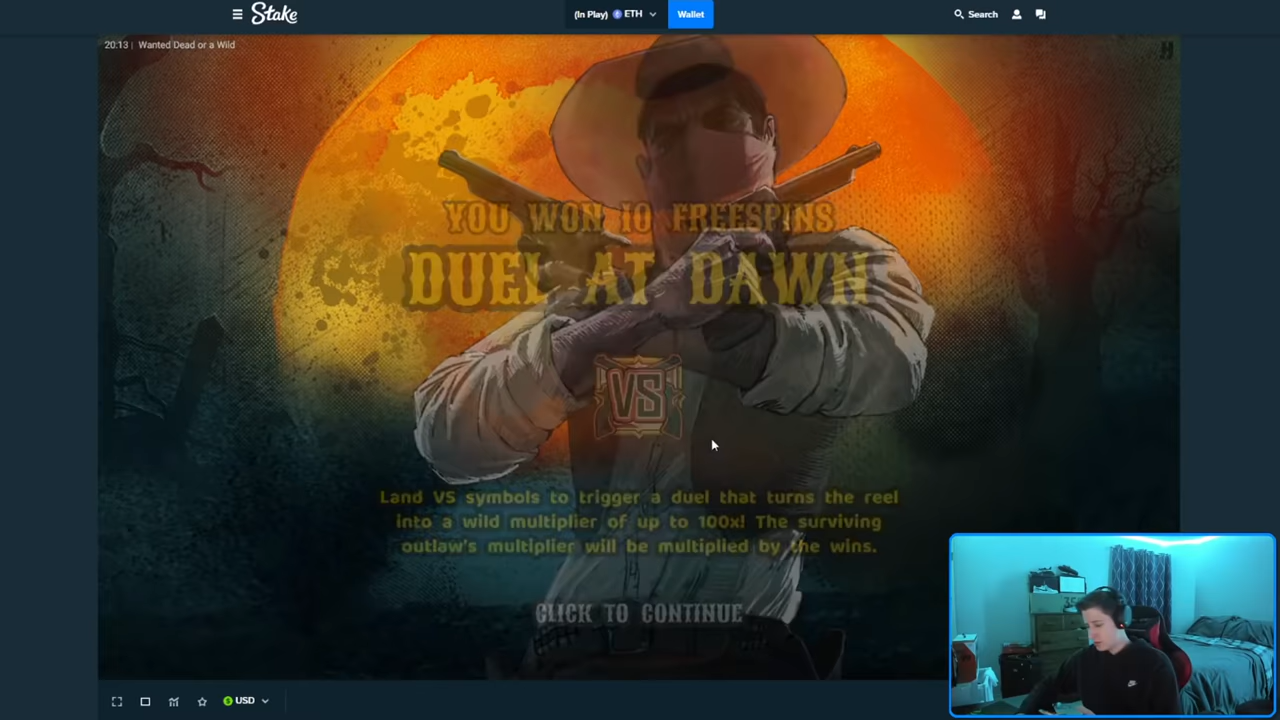 Stake
(In Play) ETH
Wallet
Search
20:13 | Wanted Dead or a Wild
H
YOU WON 10 FREESPINS
DUEL AT DAWN
VS
Land VS symbols to trigger a duel that turns the reel
into a wild multiplier of up to 100x! The surviving
outlaw's multiplier will be multiplied by the wins.
CLICK TO CONTINUE
USD